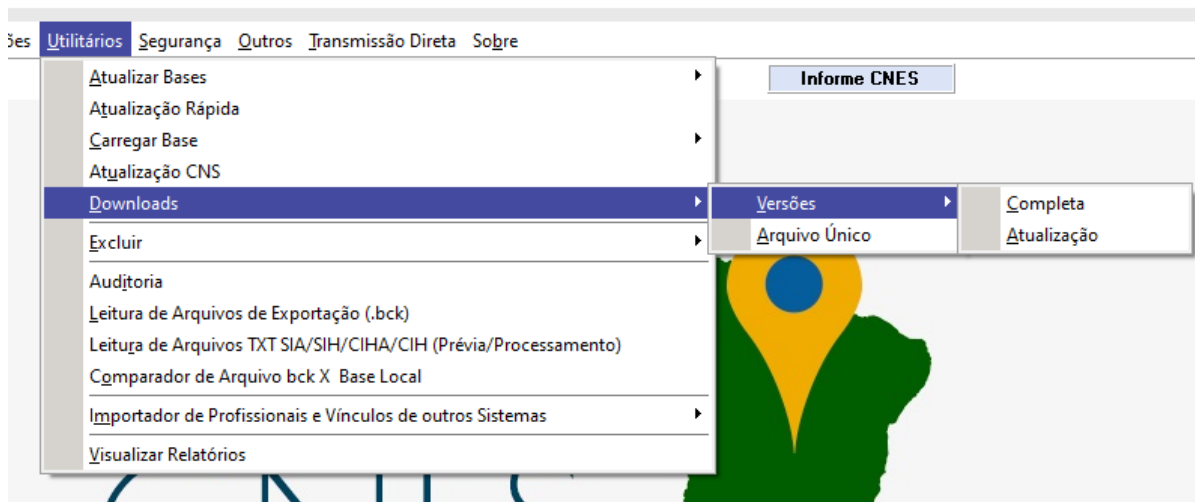 ões Utilitários Segurança Outros Transmissão Direta Sobre
Informe CNES
Atualizar Bases
Atualização Rápida
Carregar Base
Atualização CNS
Downloads
Versões
Completa
Arquivo Único
Atualização
Excluir
Auditoria
Leitura de Arquivos de Exportação (.bck)
Leitura de Arquivos TXT SIA/SIH/CIHA/CIH (Prévia/Processamento)
Comparador de Arquivo bck X Base Local
Importador de Profissionais e Vínculos de outros Sistemas
Visualizar Relatórios